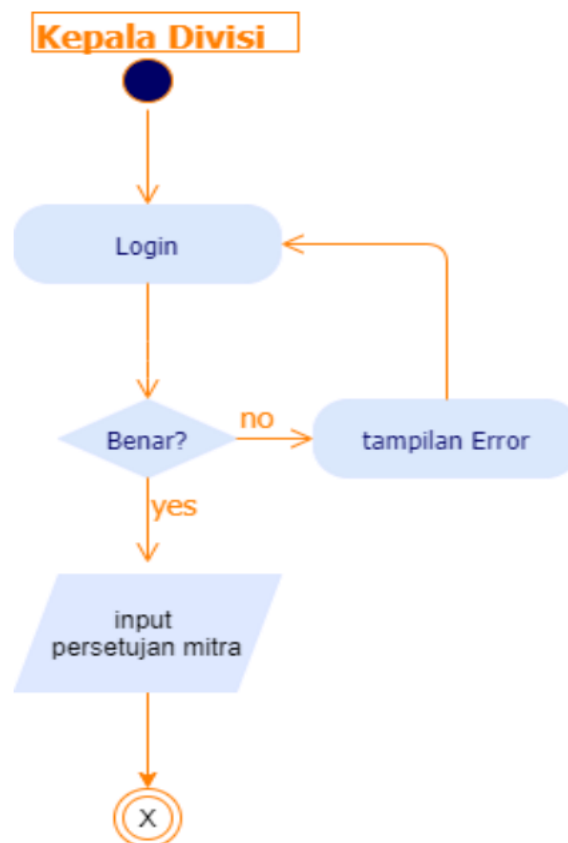 Kepala Divisi
Login
Benar?
no
tampilan Error
yes
input
persetujan mitra
X